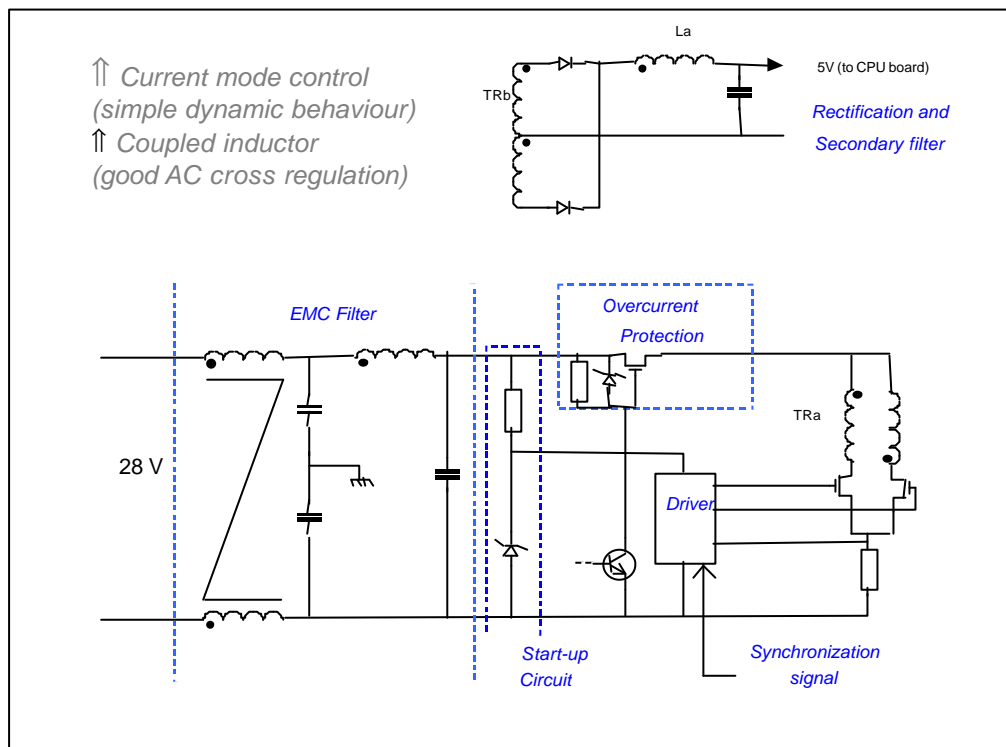 ⇑ Current mode control
(simple dynamic behaviour)
⇑ Coupled inductor
(good AC cross regulation)
La
TRb
5V (to CPU board)
Rectification and
Secondary filter
EMC Filter
Overcurrent
Protection
TRa
28 V
Driver
Start-up
Circuit
Synchronization
signal